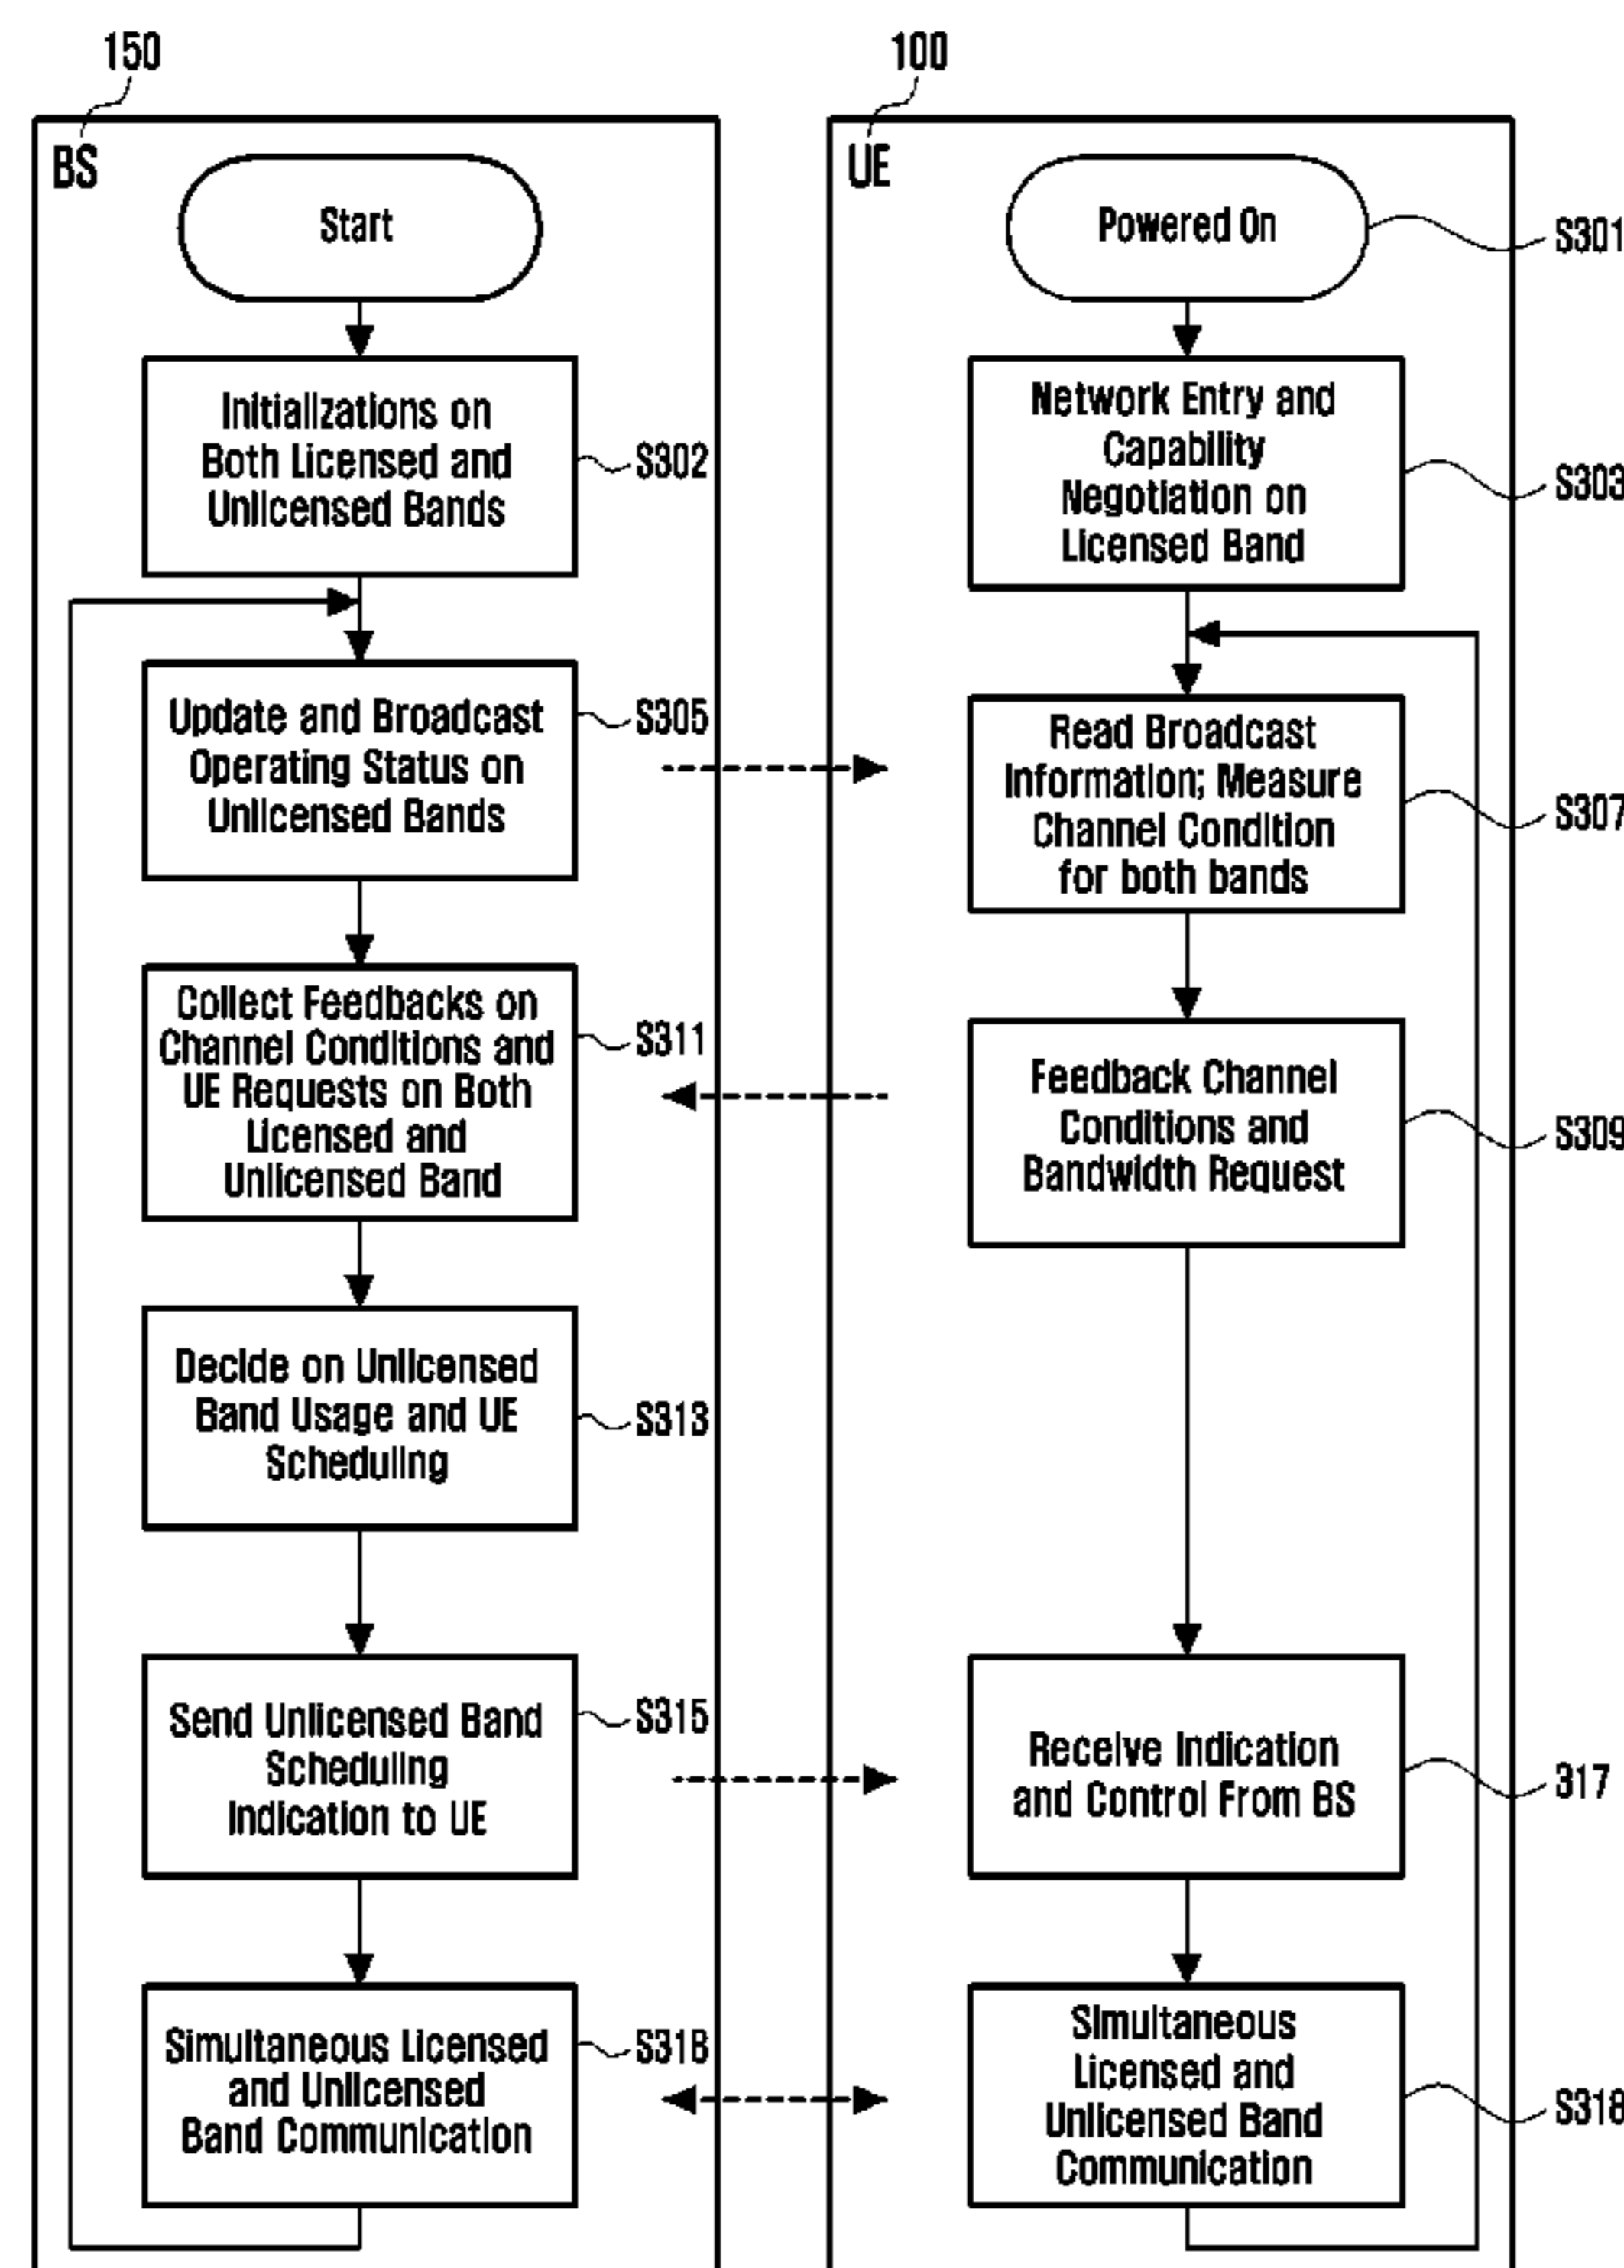 150
BS
Start
Initializations on
Both Licensed and
Unlicensed Bands
S302
Update and Broadcast
Operating Status on
Unlicensed Bands
S305
Collect Feedbacks on
Channel Conditions and
UE Requests on Both
Licensed and
Unlicensed Band
S311
Decide on Unlicensed
Band Usage and UE
Scheduling
S313
Send Unlicensed Band
Scheduling
Indication to UE
S315
Simultaneous Licensed
and Unlicensed
Band Communication
S318
100
UE
Powered On
S301
Network Entry and
Capability
Negotiation on
Licensed Band
S303
Read Broadcast
Information; Measure
Channel Condition
for both bands
S307
Feedback Channel
Conditions and
Bandwidth Request
S309
Receive Indication
and Control From BS
317
Simultaneous
Licensed and
Unlicensed Band
Communication
S318